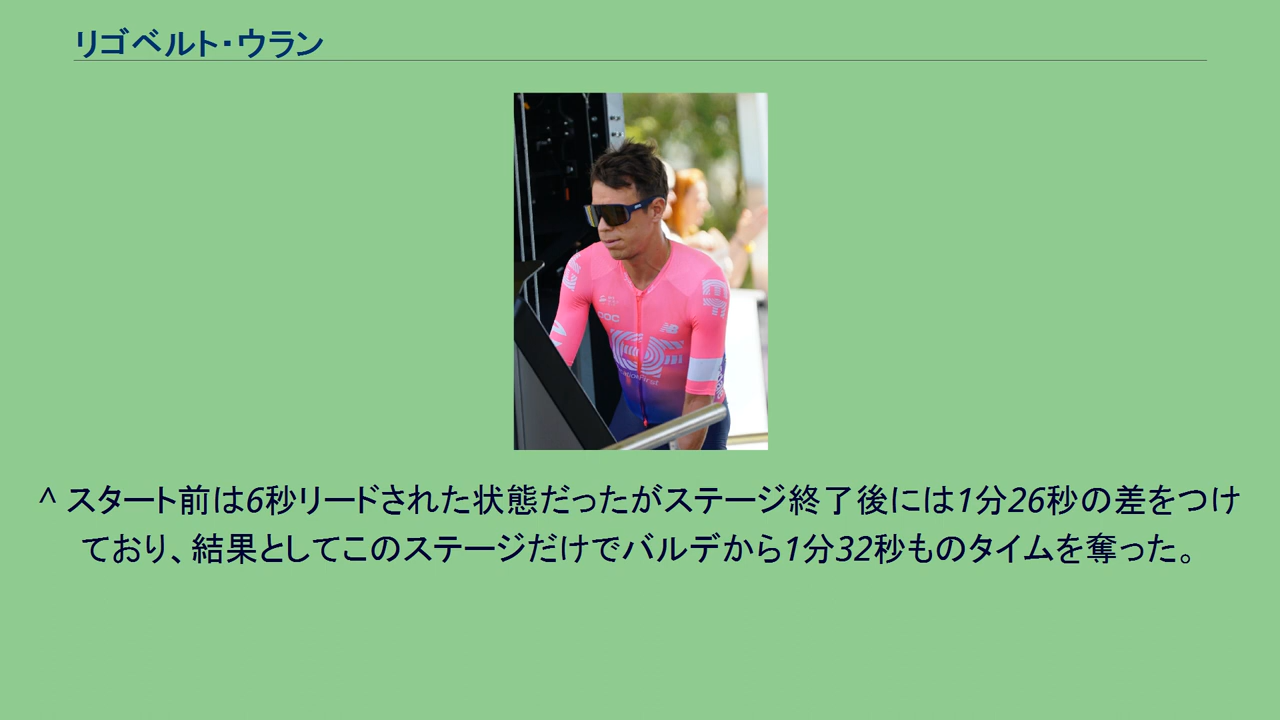 リゴベルト・ウラン
POC
NB
EF
^ スタート前は6秒リードされた状態だったがステージ終了後には1分26秒の差をつけ
ており、結果としてこのステージだけでバルデから1分32秒ものタイムを奪った。